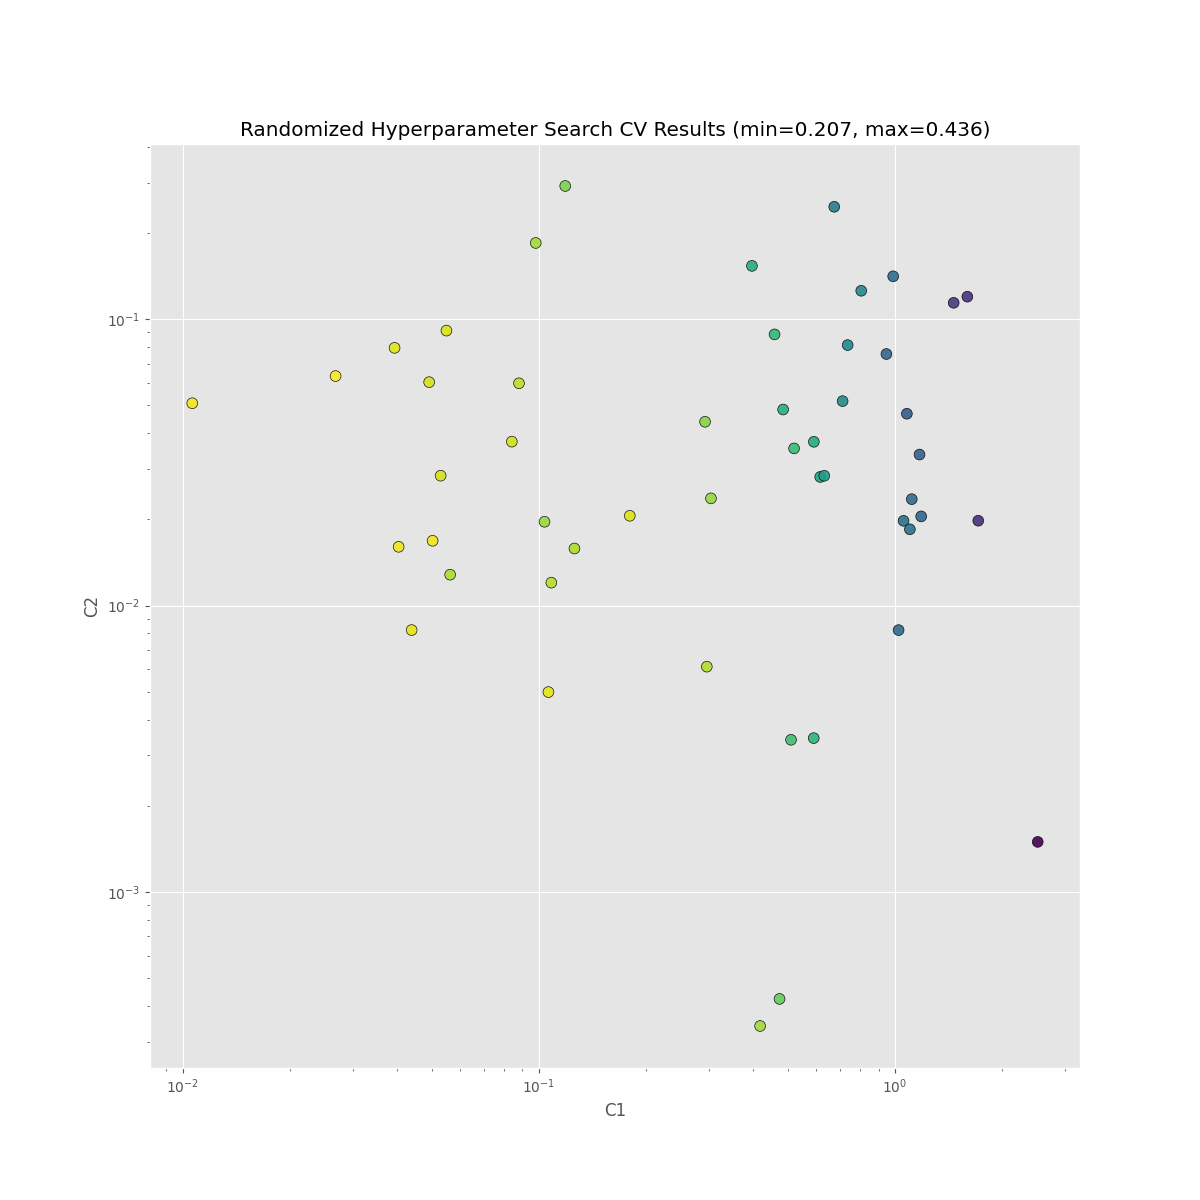 Randomized Hyperparameter Search CV Results (min=0.207, max=0.436)
10⁻¹
10⁻²
10⁻³
C2
10⁻² 10⁻¹ 10⁰
C1